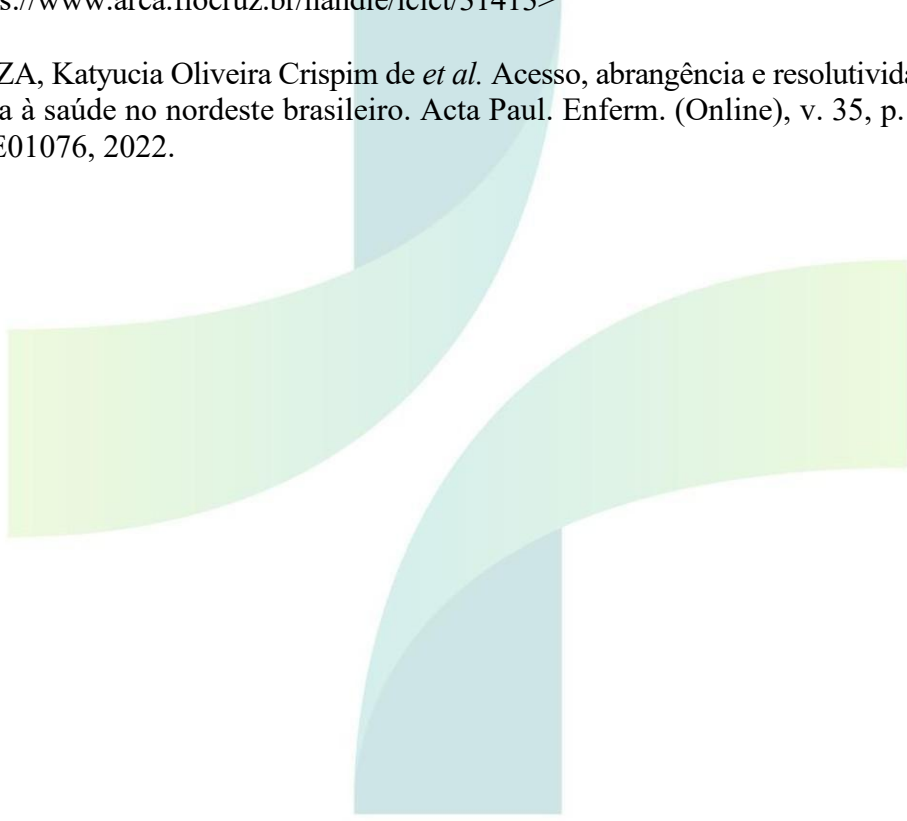 s://www.arca.fiocruz.br/handle/icict/31413>
ZA, Katyucia Oliveira Crispim de et al. Acesso, abrangência e resolutivida
a à saúde no nordeste brasileiro. Acta Paul. Enferm. (Online), v. 35, p.
E01076, 2022.